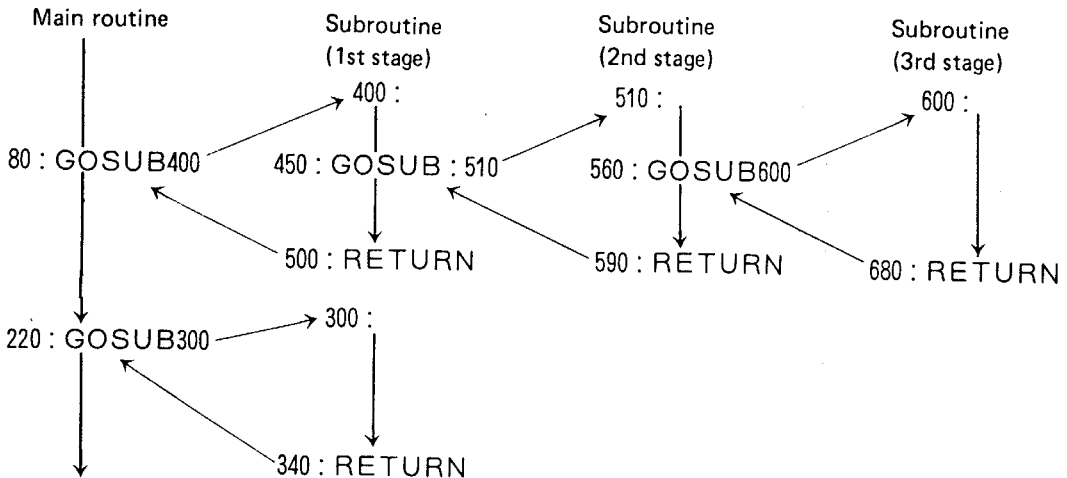 Main routine
Subroutine
(1st stage)
Subroutine
(2nd stage)
Subroutine
(3rd stage)
400 :
510 :
600 :
80 : GOSUB400
450 : GOSUB : 510
560 : GOSUB600
500 : RETURN
590 : RETURN
680 : RETURN
220 : GOSUB300
300 :
340 : RETURN